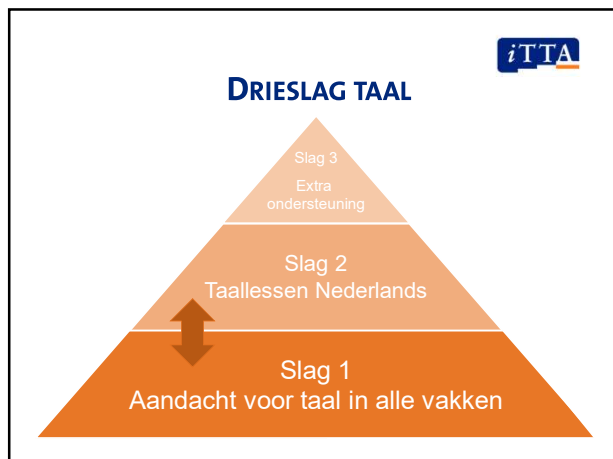 iTTA
DRIESLAG TAAL
Slag 3
Extra
ondersteuning
Slag 2
Taallessen Nederlands
Slag 1
Aandacht voor taal in alle vakken